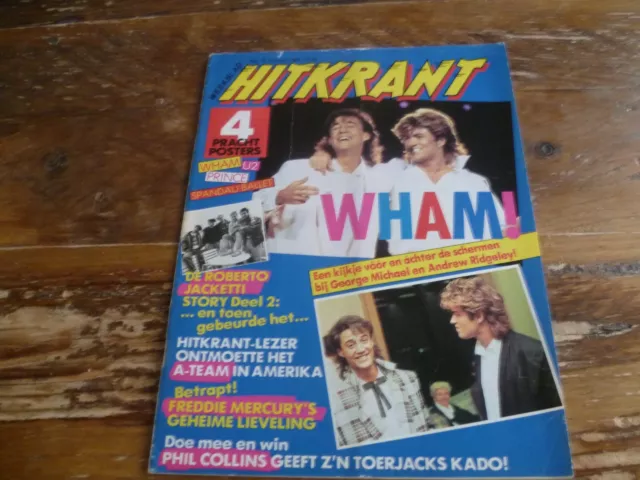 WEEKBLAD
HITKRANT
4
PRACHT
POSTERS
WHAM U2
PRINCE
SPANDAU BALLET
WHAM!
Een kijkje vóór en achter de schermen
bij George Michael en Andrew Ridgeley!
DE ROBERTO
JACKETTI
STORY Deel 2:
... en toen
gebeurde het...
HITKRANT-LEZER
ONTMOETTE HET
A-TEAM IN AMERIKA
Betrapt!
FREDDIE MERCURY'S
GEHEIME LIEVELING
Doe mee en win
PHIL COLLINS GEEFT Z'N TOERJACKS KADO!